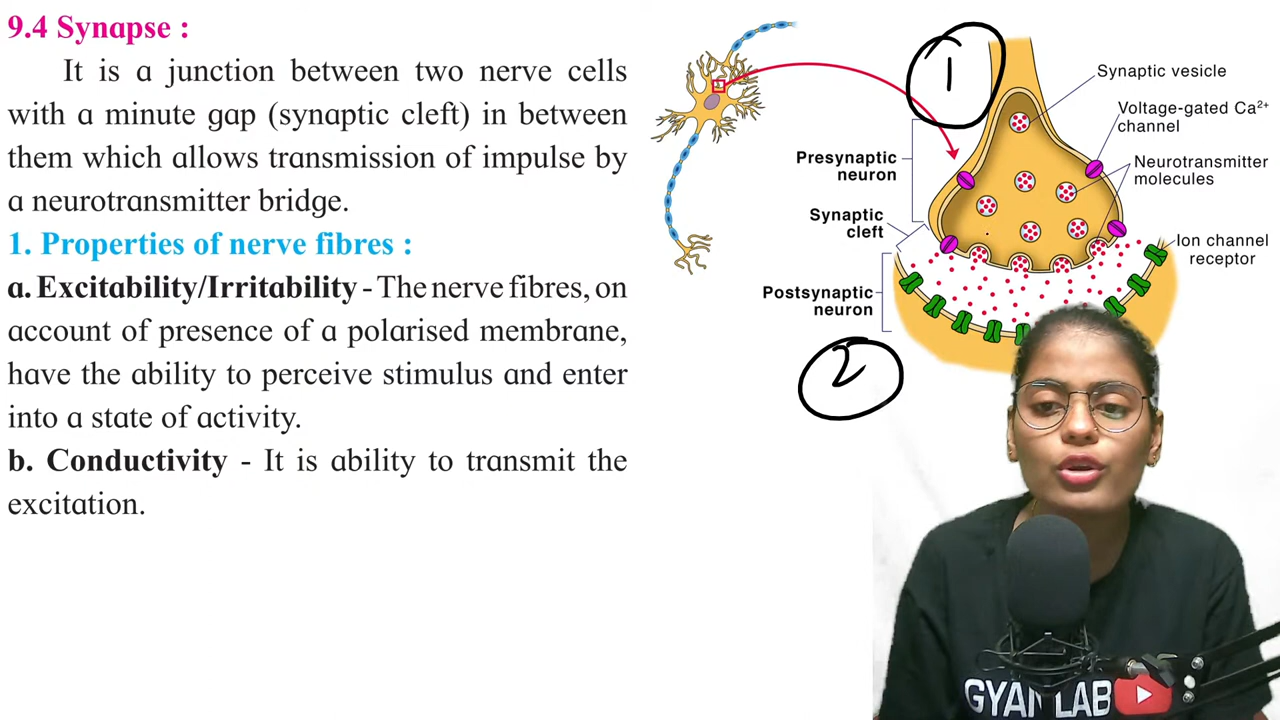 9.4 Synapse :
It is a junction between two nerve cells
with a minute gap (synaptic cleft) in between
them which allows transmission of impulse by
a neurotransmitter bridge.
1. Properties of nerve fibres :
a. Excitability/Irritability - The nerve fibres, on
account of presence of a polarised membrane,
have the ability to perceive stimulus and enter
into a state of activity.
b. Conductivity - It is ability to transmit the
excitation.
1
Synaptic vesicle
Voltage-gated Ca²⁺
channel
Neurotransmitter
molecules
Presynaptic
neuron
Synaptic
cleft
Ion channel
receptor
Postsynaptic
neuron
2
GYAN LAB